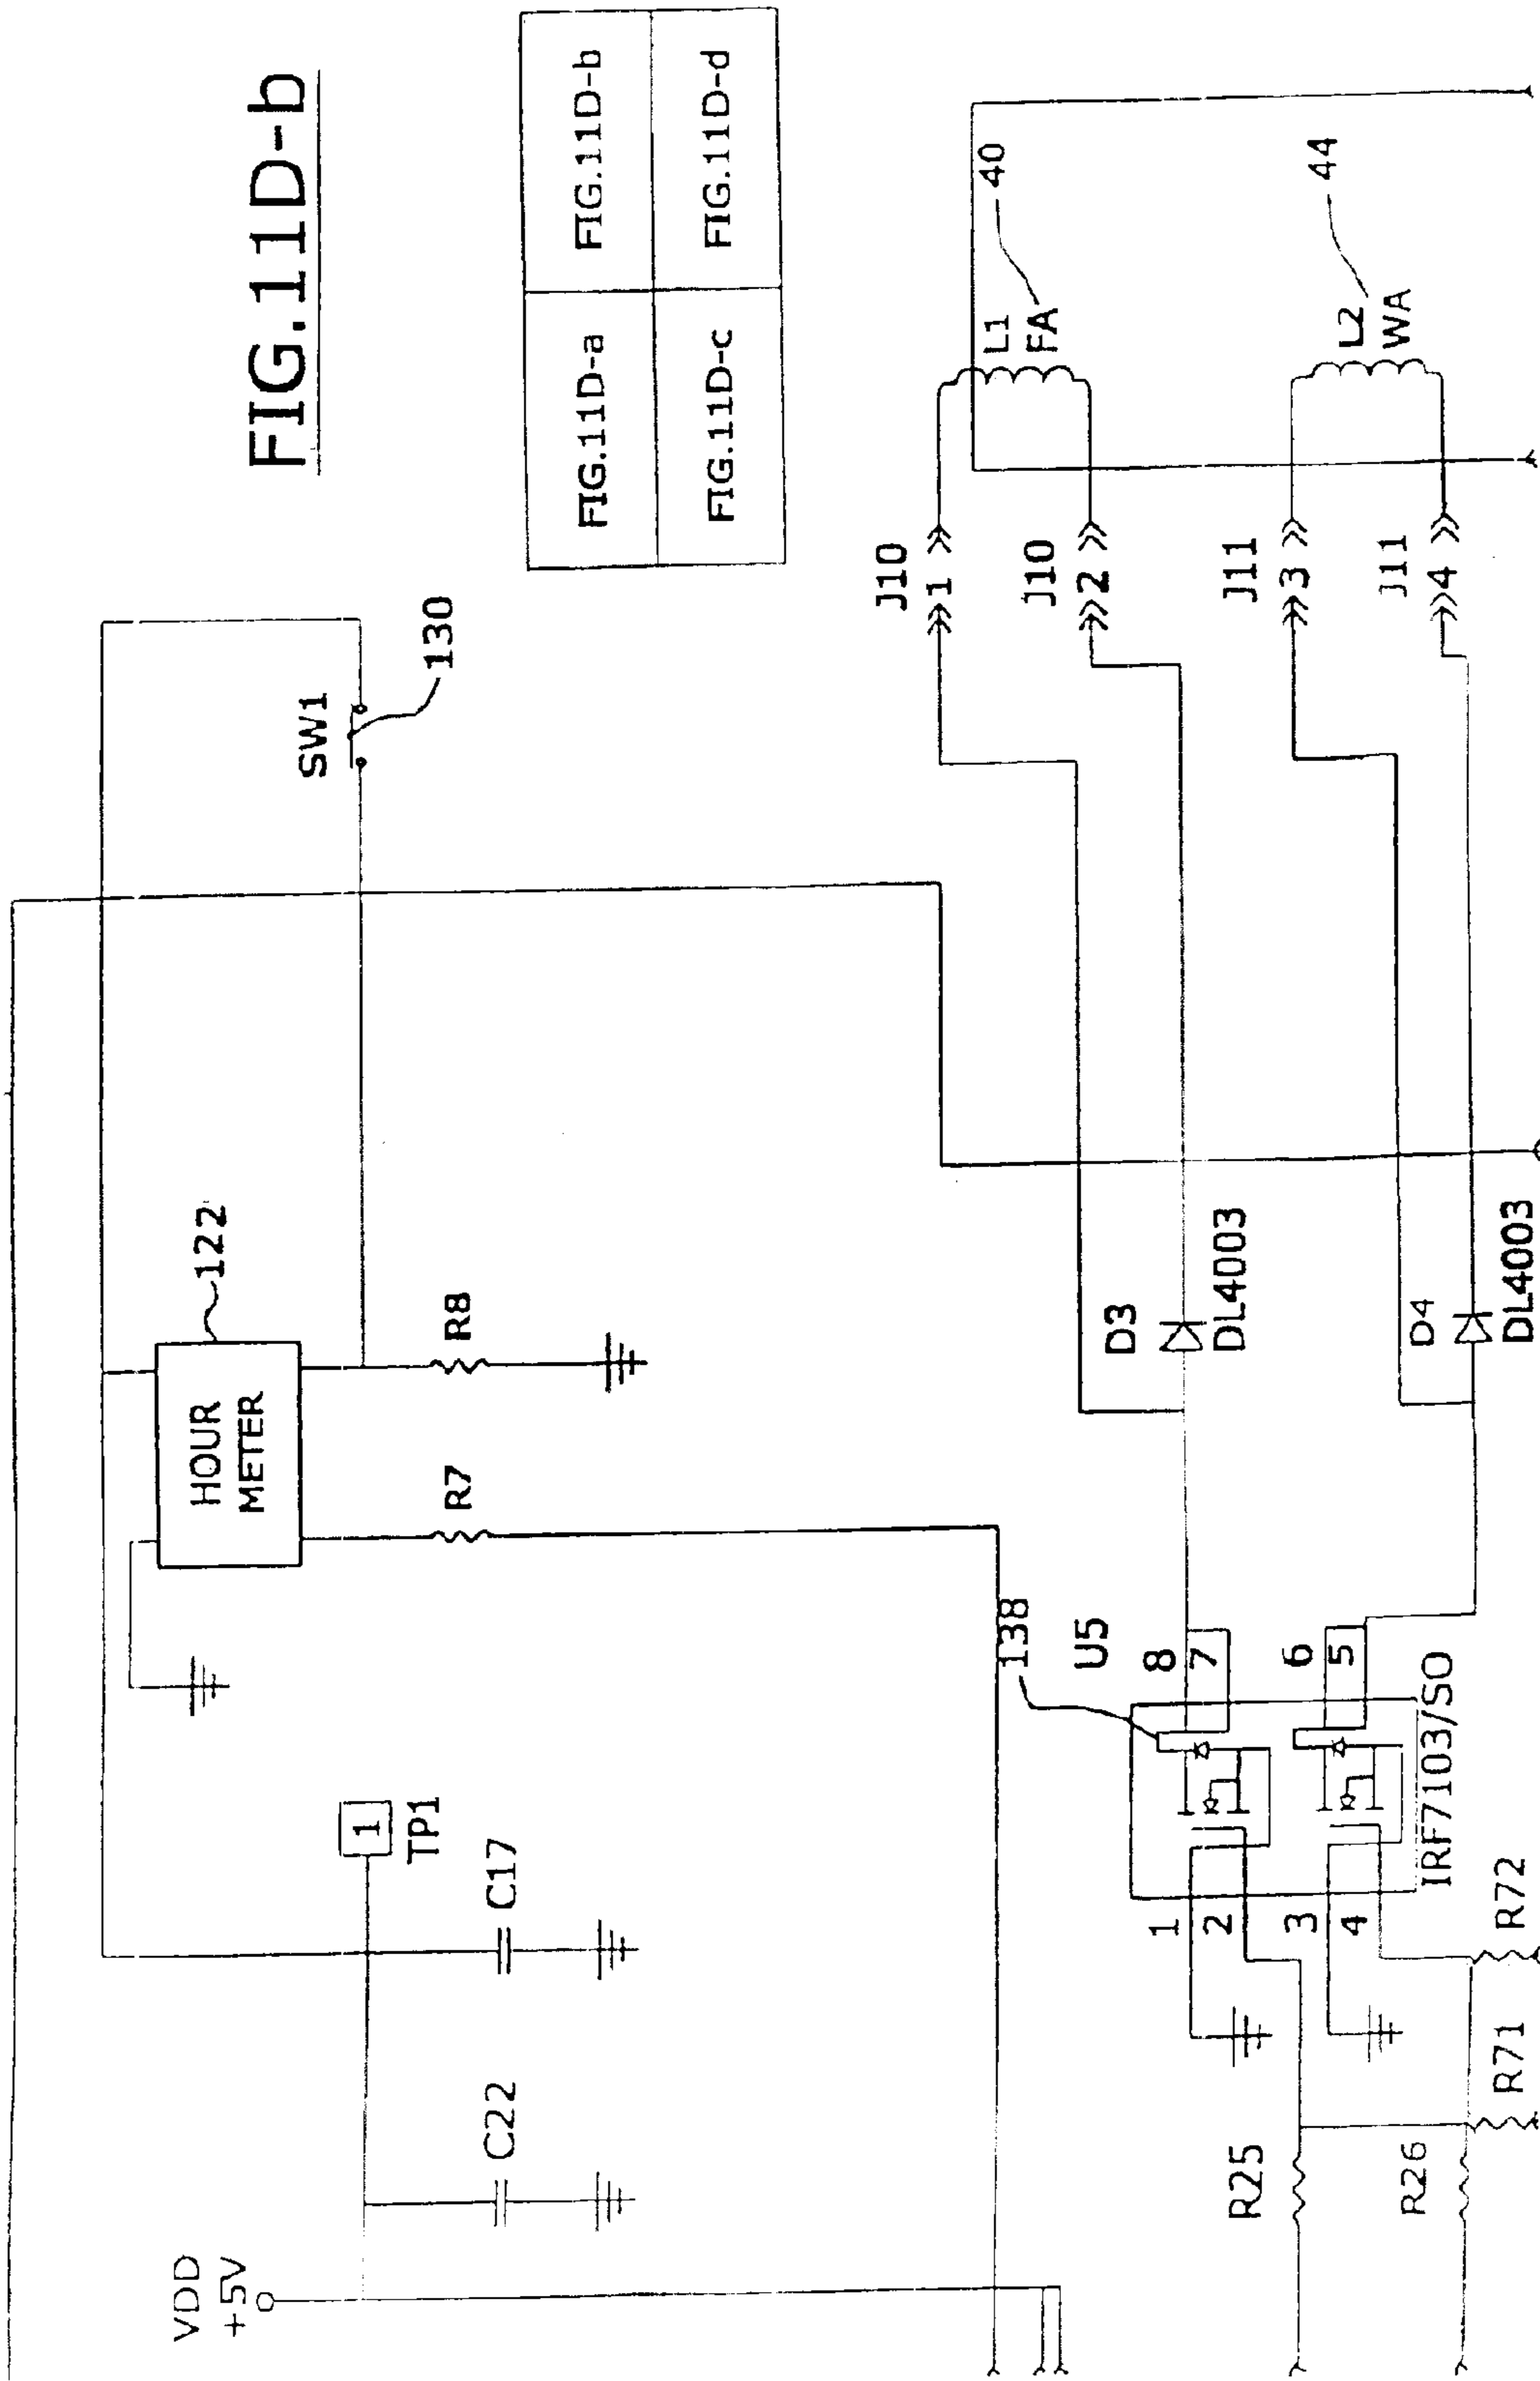 FIG.11D-b
FIG.11D-a FIG.11D-b
FIG.11D-c FIG.11D-d
VDD
+5V
C22
C17
1
TP1
HOUR
METER
122
R7
R8
SW1
130
138
U5
1
2
3
4
8
7
6
5
IRF7103/SO
R25
R26
R71
R72
D3
DL4003
D4
DL4003
J10
1
J10
2
J11
3
J11
4
L1
FA
40
L2
WA
44